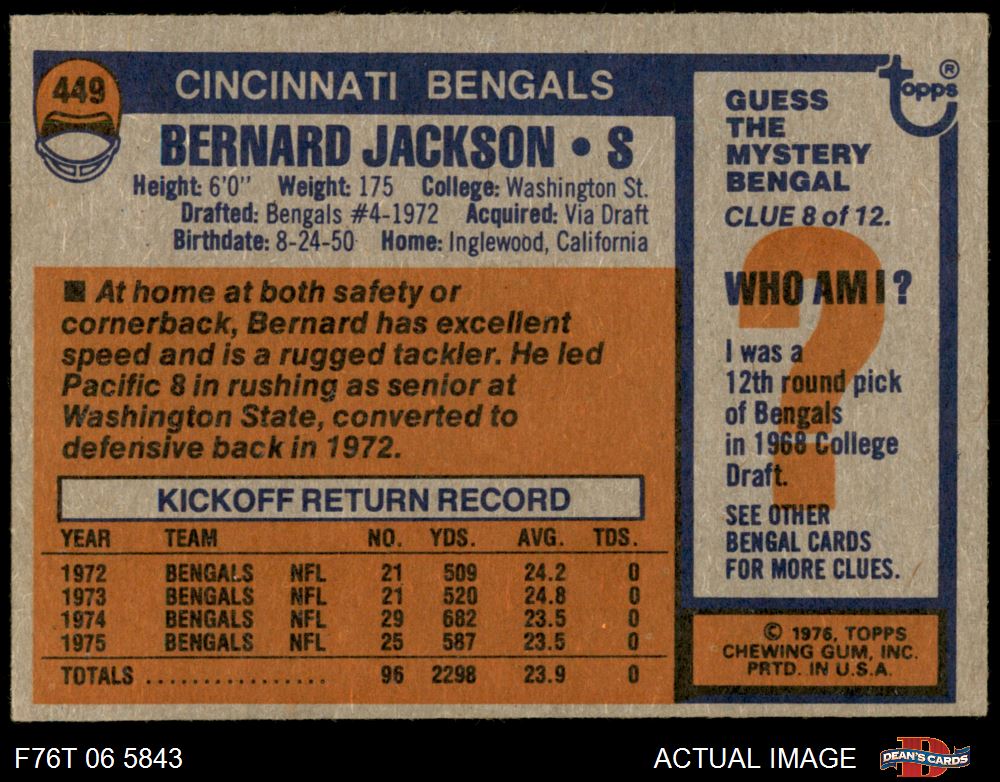 449
CINCINNATI BENGALS
BERNARD JACKSON • S
Height: 6'0" Weight: 175 College: Washington St.
Drafted: Bengals #4-1972 Acquired: Via Draft
Birthdate: 8-24-50 Home: Inglewood, California
■ At home at both safety or
cornerback, Bernard has excellent
speed and is a rugged tackler. He led
Pacific 8 in rushing as senior at
Washington State, converted to
defensive back in 1972.
KICKOFF RETURN RECORD
YEAR TEAM NO. YDS. AVG. TDS.
1972 BENGALS NFL 21 509 24.2 0
1973 BENGALS NFL 21 520 24.8 0
1974 BENGALS NFL 29 682 23.5 0
1975 BENGALS NFL 25 587 23.5 0
TOTALS ................ 96 2298 23.9 0
topps ®
GUESS
THE
MYSTERY
BENGAL
CLUE 8 of 12.
?
WHO AM I ?
I was a
12th round pick
of Bengals
in 1968 College
Draft.
SEE OTHER
BENGAL CARDS
FOR MORE CLUES.
© 1976, TOPPS
CHEWING GUM, INC.
PRTD. IN U.S.A.
F76T 06 5843
ACTUAL IMAGE
D
DEAN'S CARDS